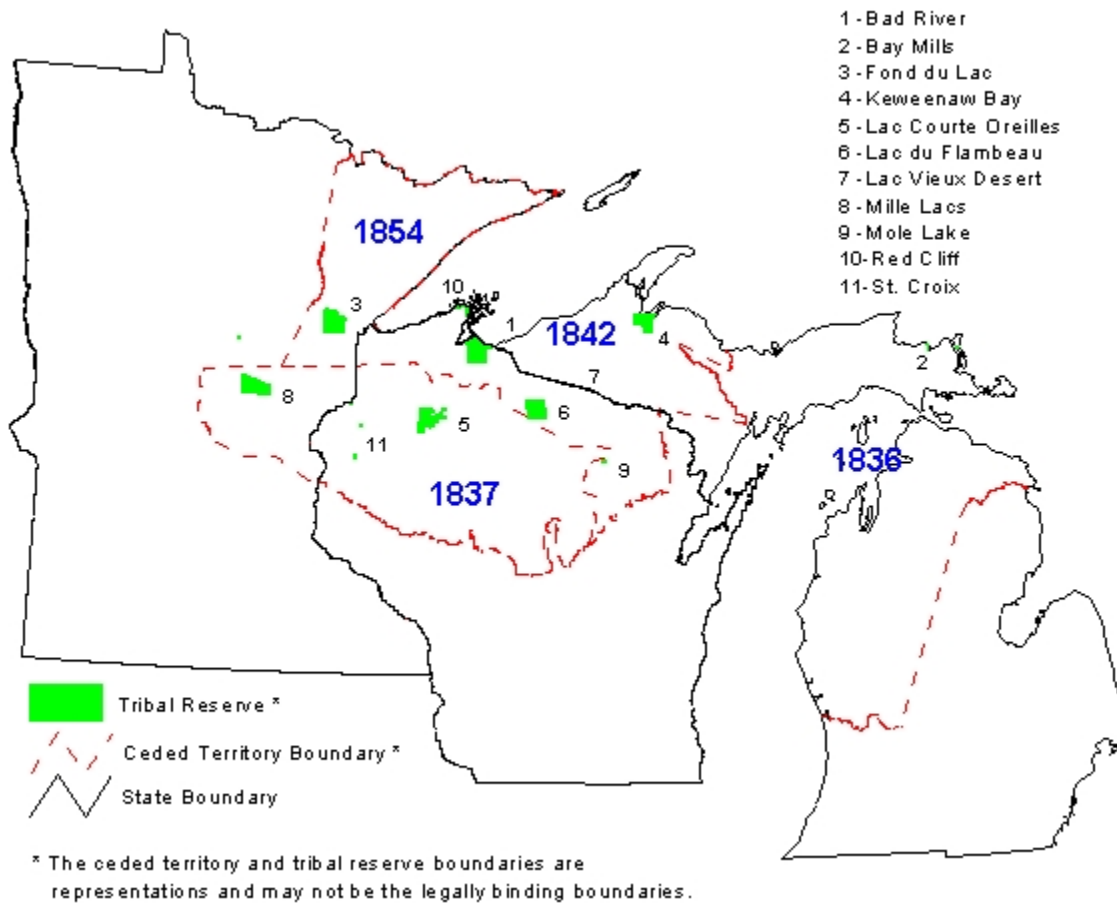 1-Bad River
2-Bay Mills
3-Fond du Lac
4-Keweenaw Bay
5-Lac Courte Oreilles
6-Lac du Flambeau
7-Lac Vieux Desert
8-Mille Lacs
9-Mole Lake
10-Red Cliff
11-St. Croix
1854
10
3
1
1842
4
2
7
8
6
5
11
9
1836
1837
Tribal Reserve *
Ceded Territory Boundary *
State Boundary
* The ceded territory and tribal reserve boundaries are
representations and may not be the legally binding boundaries.